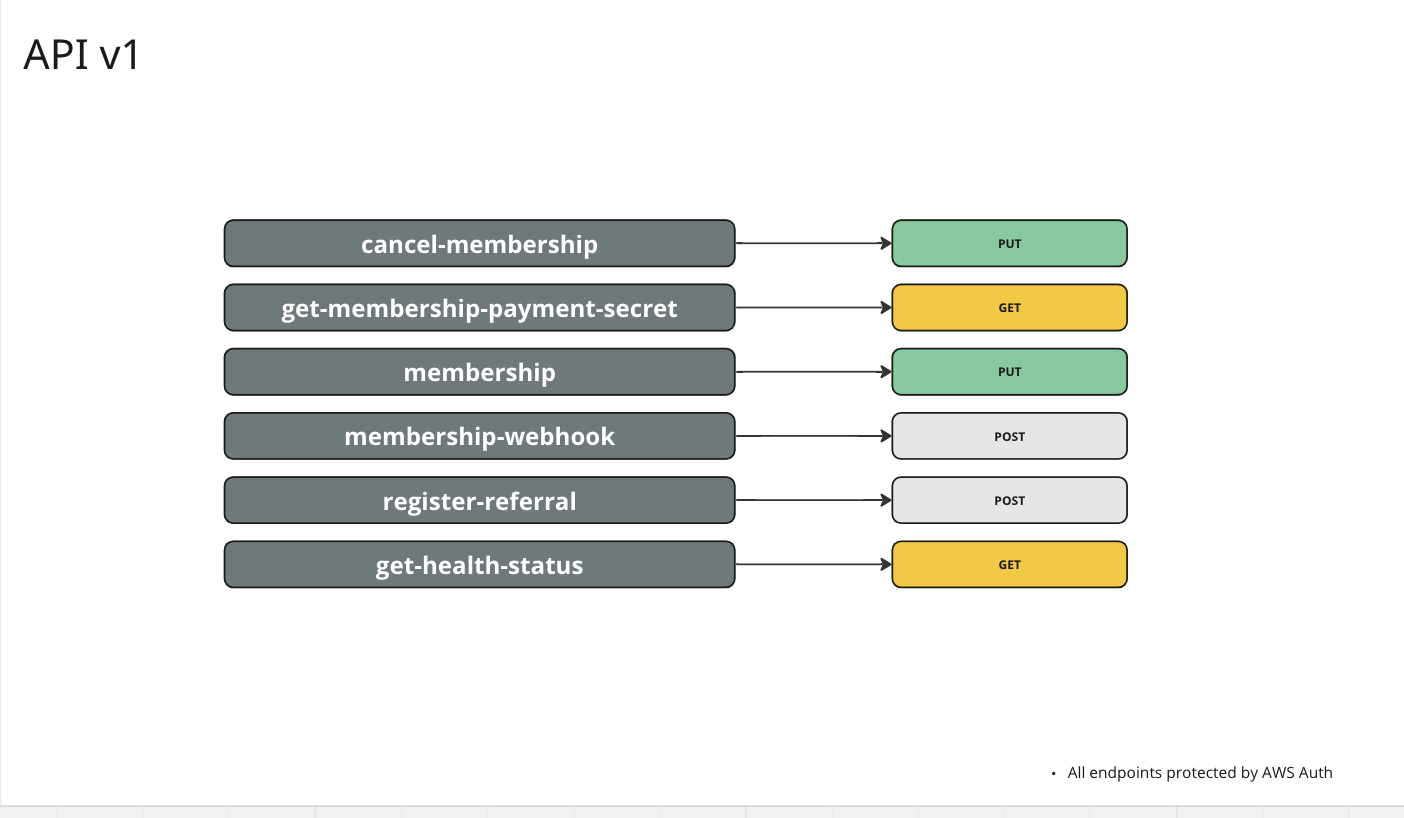 API v1
cancel-membership
PUT
get-membership-payment-secret
GET
membership
PUT
membership-webhook
POST
register-referral
POST
get-health-status
GET
• All endpoints protected by AWS Auth